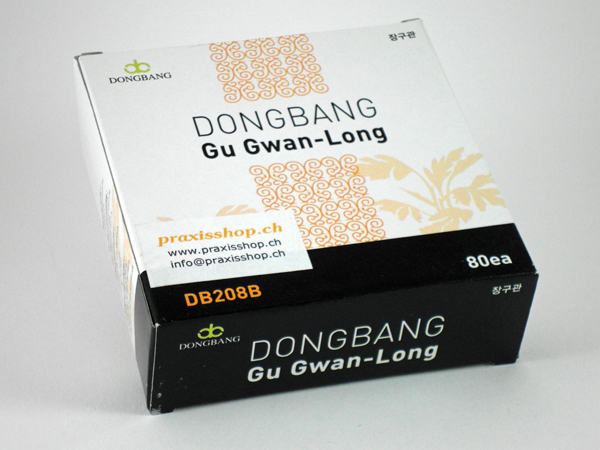 DONGBANG
장구관
DONGBANG
Gu Gwan-Long
praxisshop.ch
www.praxisshop.ch
info@praxisshop.ch
80ea
DB208B
장구관
DONGBANG
DONGBANG
Gu Gwan-Long